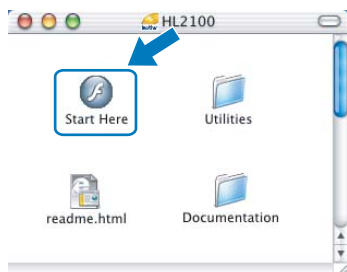 HL2100
Start Here
Utilities
readme.html
Documentation